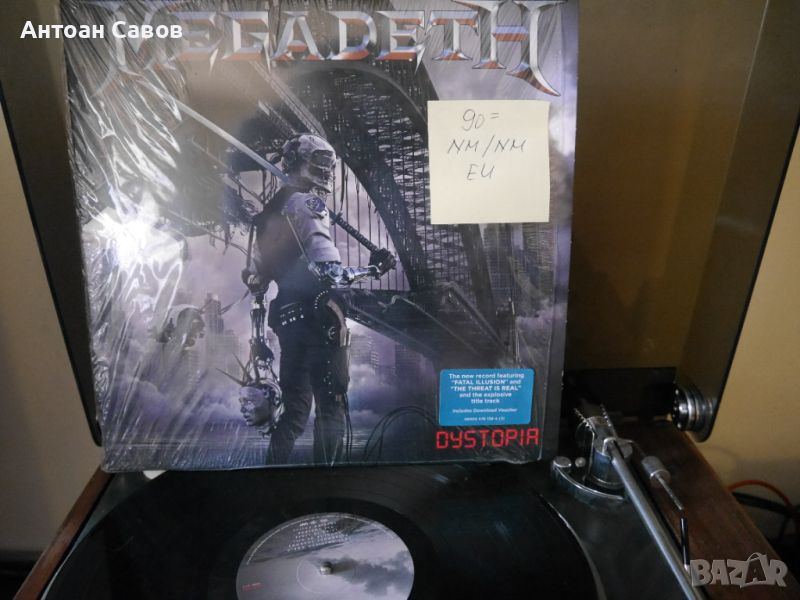 Антоан Савов
MEGADETH
90=
NM/NM
EU
The new record featuring
"FATAL ILLUSION" and
"THE THREAT IS REAL"
and the explosive
title track
Includes Download Voucher
DYSTOPIA
BAZAR